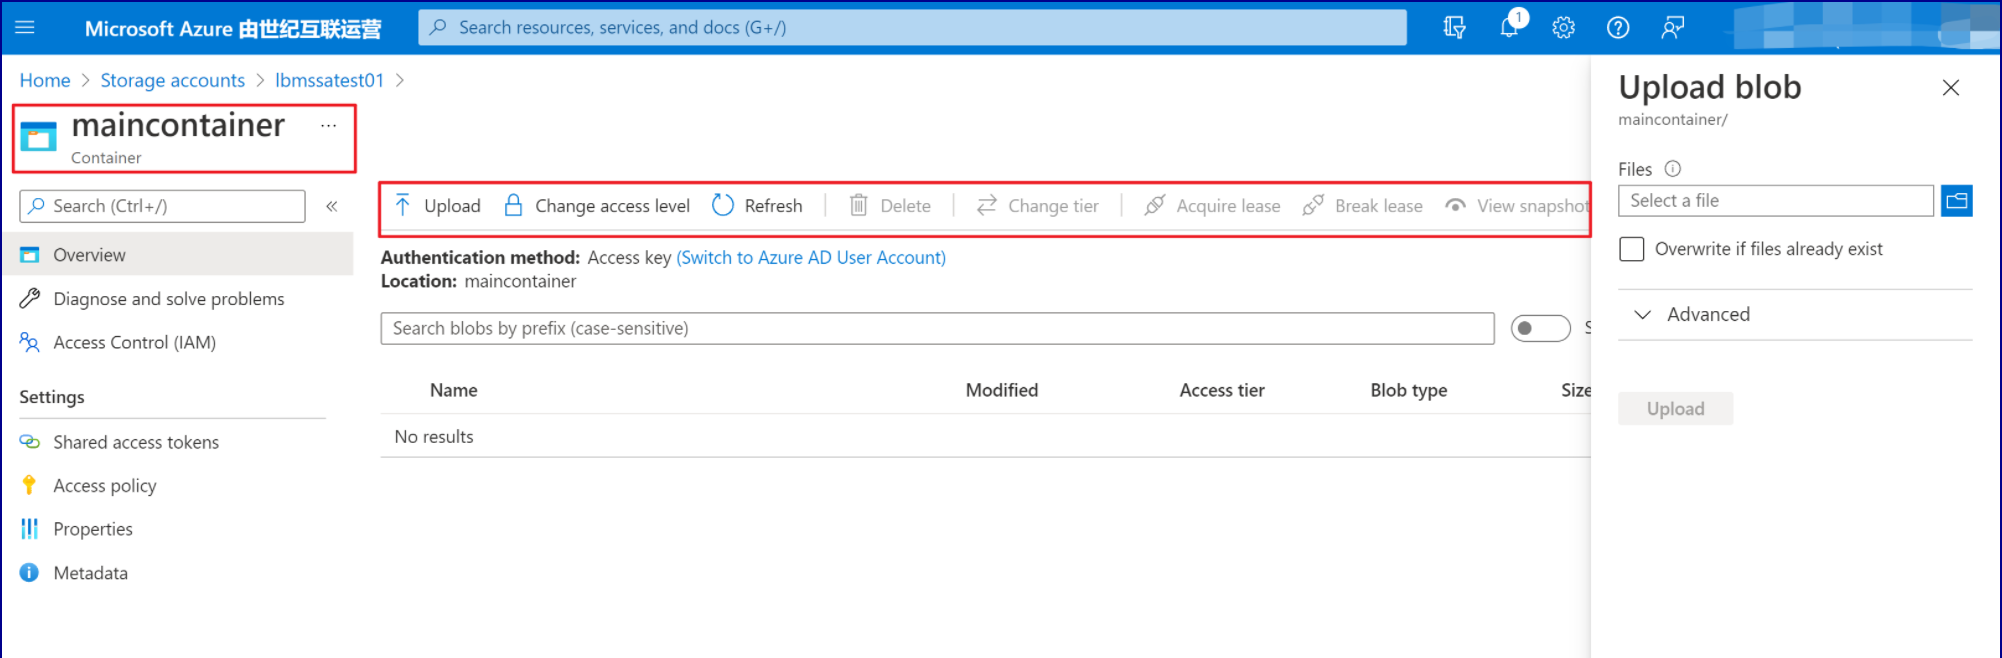 Microsoft Azure 由世纪互联运营
Search resources, services, and docs (G+/)
1
Home > Storage accounts > lbmssatest01 >
maincontainer ...
Container
Search (Ctrl+/)
«
Overview
Diagnose and solve problems
Access Control (IAM)
Settings
Shared access tokens
Access policy
Properties
Metadata
Upload Change access level Refresh Delete Change tier Acquire lease Break lease View snapshot
Authentication method: Access key (Switch to Azure AD User Account)
Location: maincontainer
Search blobs by prefix (case-sensitive)
Name Modified Access tier Blob type Size
No results
Upload blob
maincontainer/
Files
Select a file
Overwrite if files already exist
Advanced
Upload